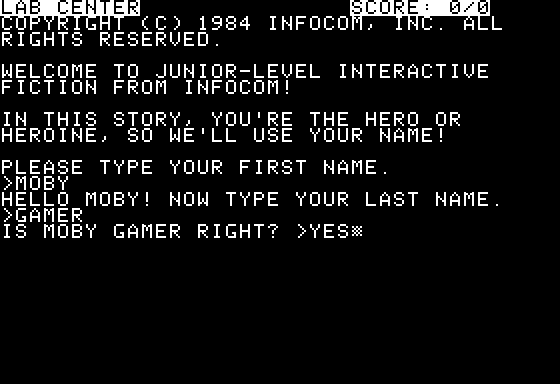 LAB CENTER SCORE: 0/0
COPYRIGHT (C) 1984 INFOCOM, INC. ALL
RIGHTS RESERVED.
WELCOME TO JUNIOR-LEVEL INTERACTIVE
FICTION FROM INFOCOM!
IN THIS STORY, YOU'RE THE HERO OR
HEROINE, SO WE'LL USE YOUR NAME!
PLEASE TYPE YOUR FIRST NAME.
>MOBY
HELLO MOBY! NOW TYPE YOUR LAST NAME.
>GAMER
IS MOBY GAMER RIGHT? >YES